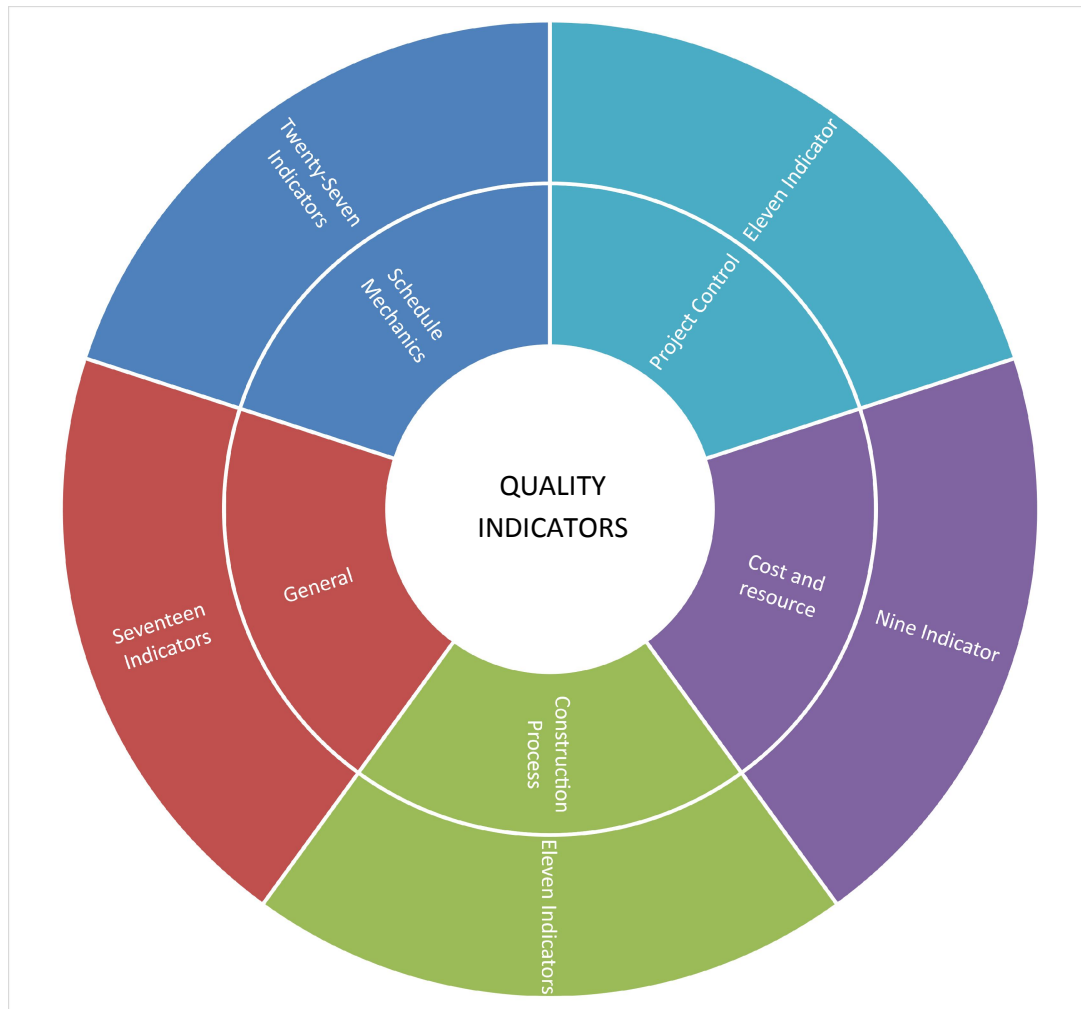 Twenty-Seven
Indicators
Eleven Indicator
Schedule
Mechanics
Project Control
QUALITY
INDICATORS
General
Seventeen
Indicators
Cost and
resource
Nine Indicator
Construction
Process
Eleven Indicators